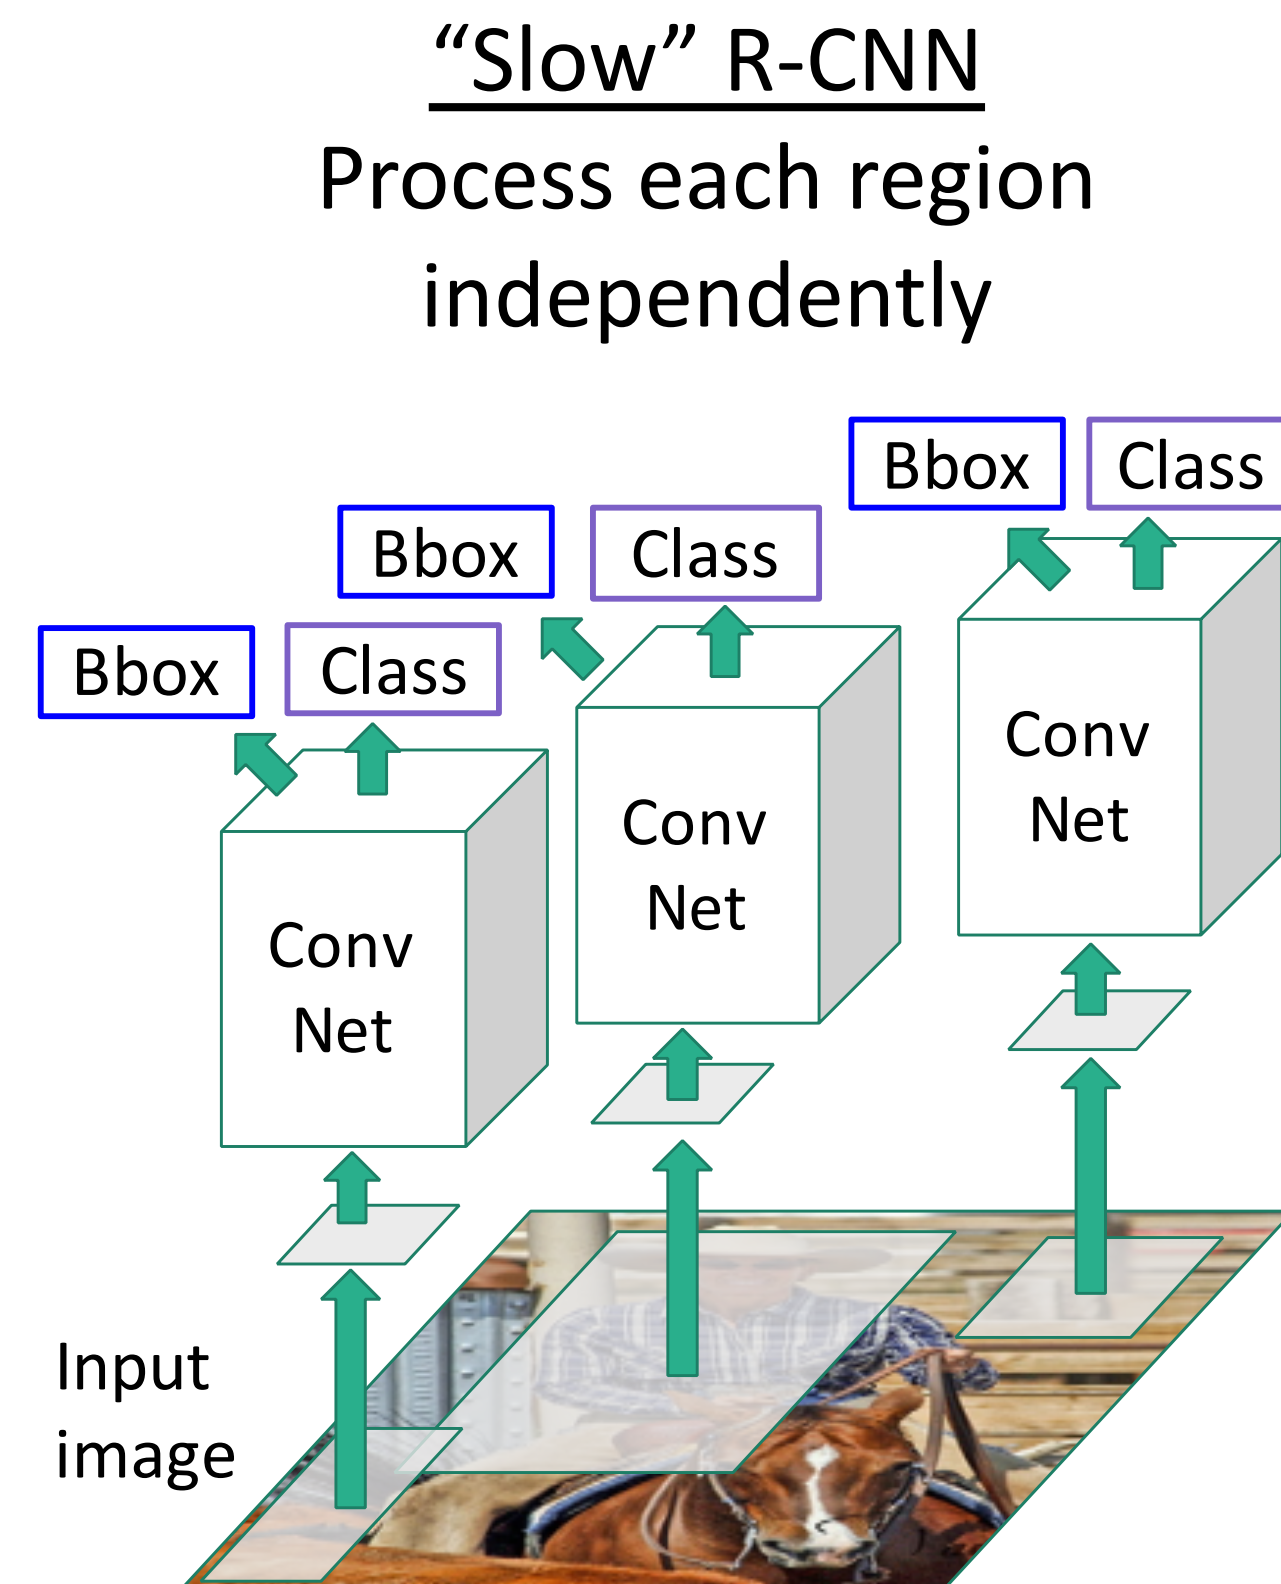 “Slow” R-CNN
Process each region
independently
Bbox Class
Bbox Class
Bbox Class
Conv
Net
Conv
Net
Conv
Net
Input
image